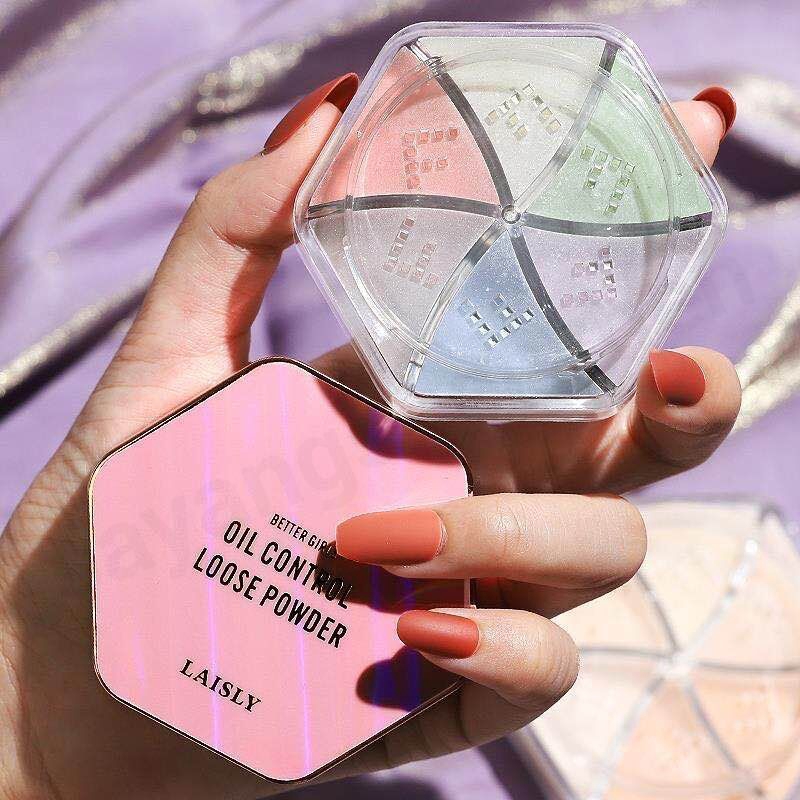 BETTER GIRL
OIL CONTROL
LOOSE POWDER
LAISLY